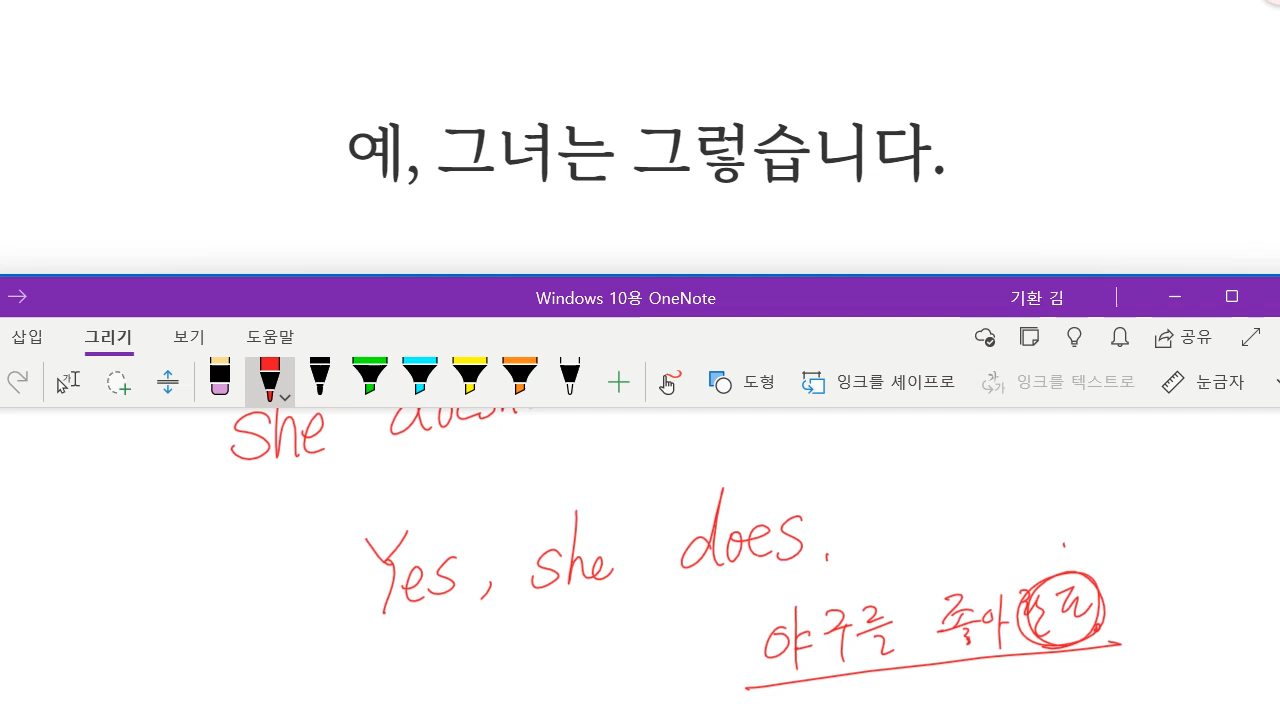 예, 그녀는 그렇습니다.
Windows 10용 OneNote
기환 김
삽입 그리기 보기 도움말 공유
도형 잉크를 셰이프로 잉크를 텍스트로 눈금자
She
Yes, she does.
야구를 좋아